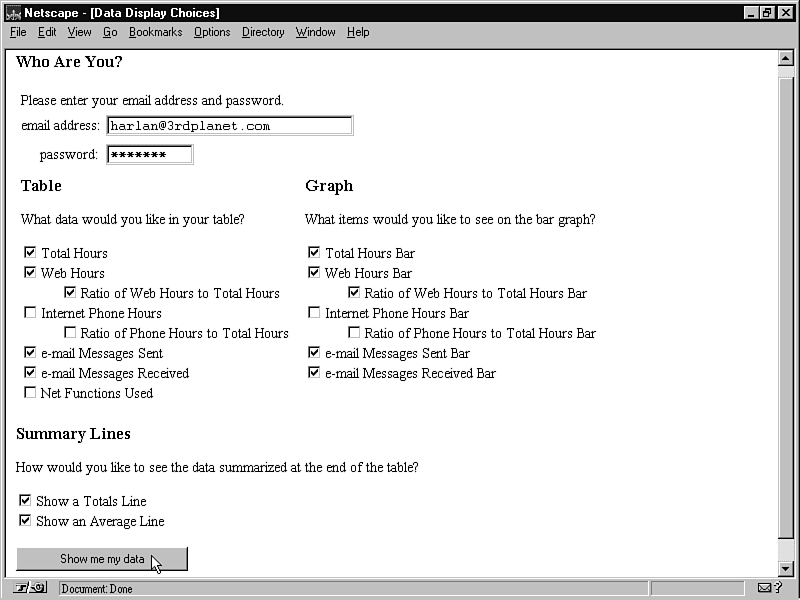 Netscape - [Data Display Choices]
File Edit View Go Bookmarks Options Directory Window Help
Who Are You?
Please enter your email address and password.
email address: harlan@3rdplanet.com
password: *******
Table
What data would you like in your table?
Total Hours
Web Hours
Ratio of Web Hours to Total Hours
Internet Phone Hours
Ratio of Phone Hours to Total Hours
e-mail Messages Sent
e-mail Messages Received
Net Functions Used
Graph
What items would you like to see on the bar graph?
Total Hours Bar
Web Hours Bar
Ratio of Web Hours to Total Hours Bar
Internet Phone Hours Bar
Ratio of Phone Hours to Total Hours Bar
e-mail Messages Sent Bar
e-mail Messages Received Bar
Summary Lines
How would you like to see the data summarized at the end of the table?
Show a Totals Line
Show an Average Line
Show me my data
Document: Done
?